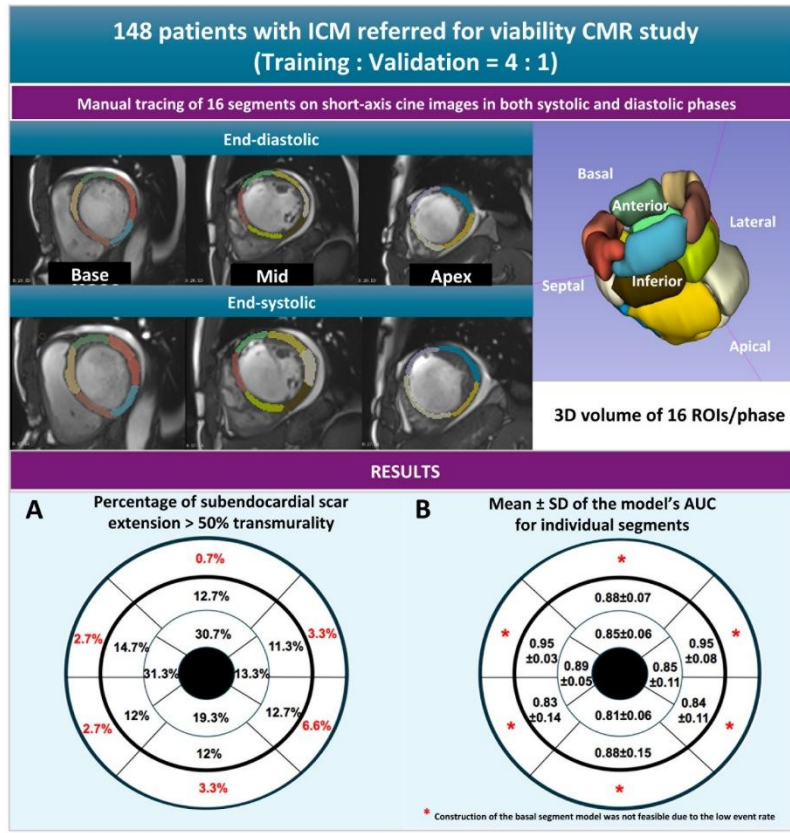 148 patients with ICM referred for viability CMR study
(Training : Validation = 4 : 1)
Manual tracing of 16 segments on short-axis cine images in both systolic and diastolic phases
End-diastolic
Base
Mid
Apex
End-systolic
Basal
Anterior
Lateral
Septal
Inferior
Apical
3D volume of 16 ROIs/phase
RESULTS
A
Percentage of subendocardial scar
extension > 50% transmurality
0.7%
12.7%
2.7%
14.7%
30.7%
11.3%
3.3%
31.3%
13.3%
2.7%
12%
19.3%
12.7%
6.6%
12%
3.3%
B
Mean ± SD of the model's AUC
for individual segments
*
0.88±0.07
*
0.95
±0.03
0.85±0.06
0.95
±0.08
*
0.89
±0.05
0.85
±0.11
*
0.83
±0.14
0.81±0.06
0.84
±0.11
*
0.88±0.15
*
* Construction of the basal segment model was not feasible due to the low event rate